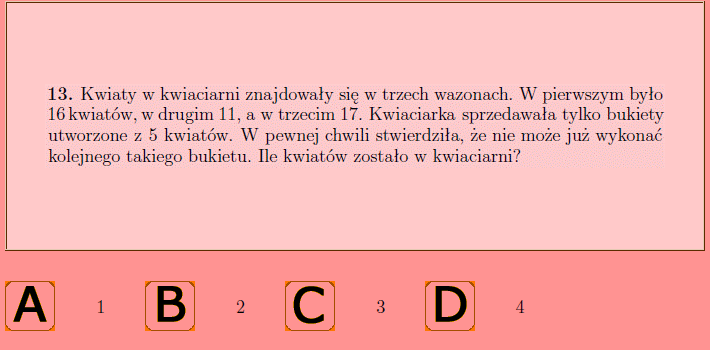 13. Kwiaty w kwiaciarni znajdowały się w trzech wazonach. W pierwszym było
16 kwiatów, w drugim 11, a w trzecim 17. Kwiaciarka sprzedawała tylko bukiety
utworzone z 5 kwiatów. W pewnej chwili stwierdziła, że nie może już wykonać
kolejnego takiego bukietu. Ile kwiatów zostało w kwiaciarni?
A 1 B 2 C 3 D 4